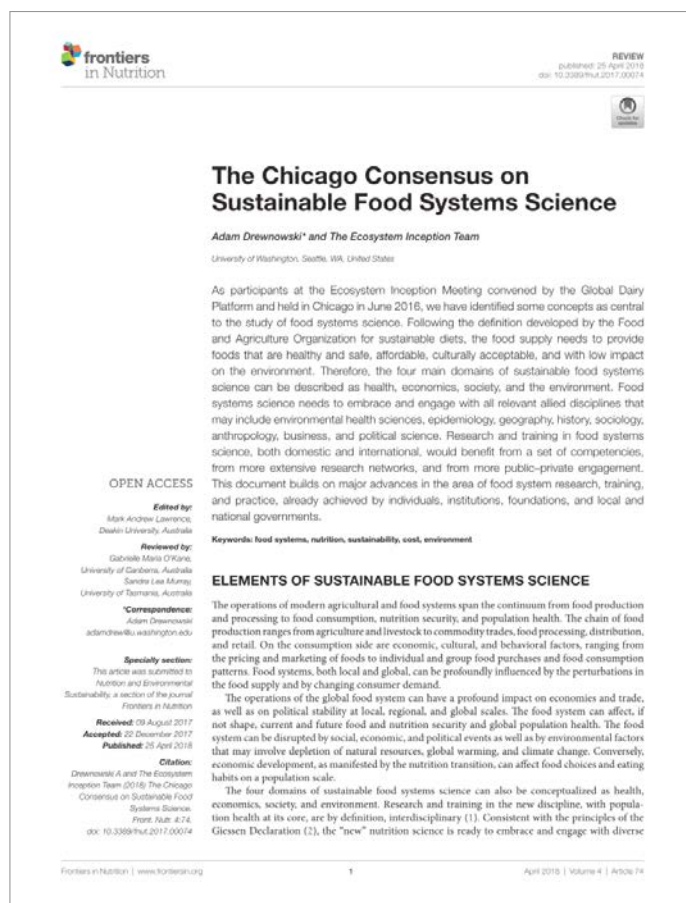 frontiers
in Nutrition
REVIEW
published: 25 April 2018
doi: 10.3389/fnut.2017.00074
Check for
updates
The Chicago Consensus on
Sustainable Food Systems Science
Adam Drewnowski* and The Ecosystem Inception Team
University of Washington, Seattle, WA, United States
As participants at the Ecosystem Inception Meeting convened by the Global Dairy
Platform and held in Chicago in June 2016, we have identified some concepts as central
to the study of food systems science. Following the definition developed by the Food
and Agriculture Organization for sustainable diets, the food supply needs to provide
foods that are healthy and safe, affordable, culturally acceptable, and with low impact
on the environment. Therefore, the four main domains of sustainable food systems
science can be described as health, economics, society, and the environment. Food
systems science needs to embrace and engage with all relevant allied disciplines that
may include environmental health sciences, epidemiology, geography, history, sociology,
anthropology, business, and political science. Research and training in food systems
science, both domestic and international, would benefit from a set of competencies,
from more extensive research networks, and from more public–private engagement.
This document builds on major advances in the area of food system research, training,
and practice, already achieved by individuals, institutions, foundations, and local and
national governments.
Keywords: food systems, nutrition, sustainability, cost, environment
OPEN ACCESS
Edited by:
Mark Andrew Lawrence,
Deakin University, Australia
Reviewed by:
Gabrielle Maria O'Kane,
University of Canberra, Australia
Sandra Lea Murray,
University of Tasmania, Australia
*Correspondence:
Adam Drewnowski
adamdrew@u.washington.edu
Specialty section:
This article was submitted to
Nutrition and Environmental
Sustainability, a section of the journal
Frontiers in Nutrition
Received: 09 August 2017
Accepted: 22 December 2017
Published: 25 April 2018
Citation:
Drewnowski A and The Ecosystem
Inception Team (2018) The Chicago
Consensus on Sustainable Food
Systems Science.
Front. Nutr. 4:74.
doi: 10.3389/fnut.2017.00074
ELEMENTS OF SUSTAINABLE FOOD SYSTEMS SCIENCE
The operations of modern agricultural and food systems span the continuum from food production
and processing to food consumption, nutrition security, and population health. The chain of food
production ranges from agriculture and livestock to commodity trades, food processing, distribution,
and retail. On the consumption side are economic, cultural, and behavioral factors, ranging from
the pricing and marketing of foods to individual and group food purchases and food consumption
patterns. Food systems, both local and global, can be profoundly influenced by the perturbations in
the food supply and by changing consumer demand.
The operations of the global food system can have a profound impact on economies and trade,
as well as on political stability at local, regional, and global scales. The food system can affect, if
not shape, current and future food and nutrition security and global population health. The food
system can be disrupted by social, economic, and political events as well as by environmental factors
that may involve depletion of natural resources, global warming, and climate change. Conversely,
economic development, as manifested by the nutrition transition, can affect food choices and eating
habits on a population scale.
The four domains of sustainable food systems science can also be conceptualized as health,
economics, society, and environment. Research and training in the new discipline, with popula-
tion health at its core, are by definition, interdisciplinary (1). Consistent with the principles of the
Giessen Declaration (2), the "new" nutrition science is ready to embrace and engage with diverse
Frontiers in Nutrition | www.frontiersin.org
1
April 2018 | Volume 4 | Article 74